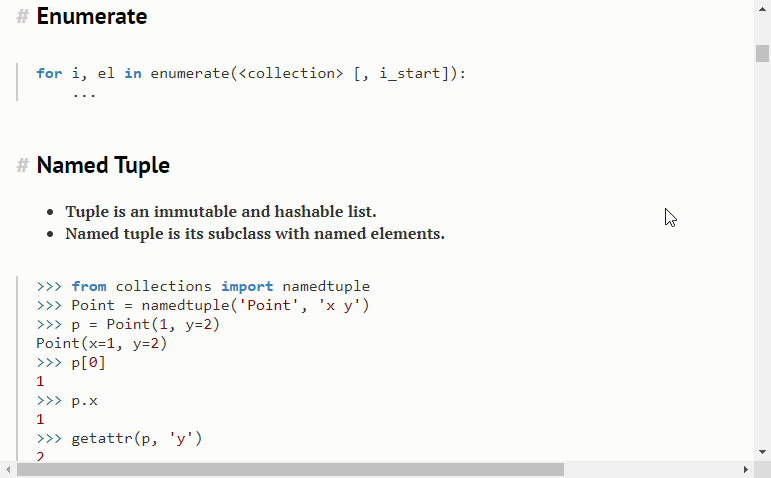 # Enumerate
for i, el in enumerate(<collection> [, i_start]):
    ...
# Named Tuple
• Tuple is an immutable and hashable list.
• Named tuple is its subclass with named elements.
>>> from collections import namedtuple
>>> Point = namedtuple('Point', 'x y')
>>> p = Point(1, y=2)
Point(x=1, y=2)
>>> p[0]
1
>>> p.x
1
>>> getattr(p, 'y')
2